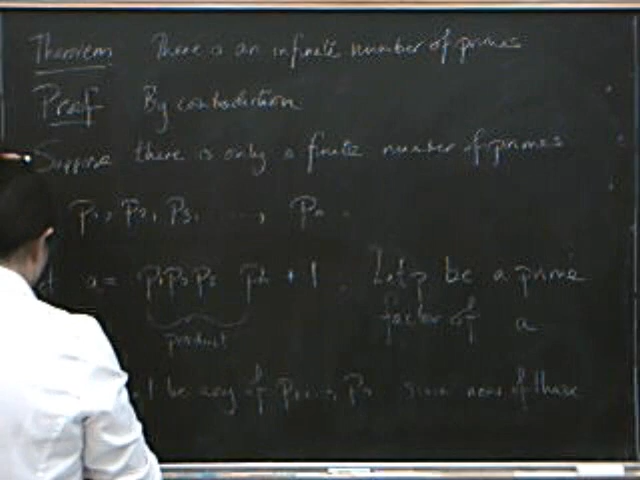 Theorem There is an infinite number of primes
Proof By contradiction
Suppose there is only a finite number of primes
P1, P2, P3, ...., Pn.
a = P1P2P3 Pn + 1. Let p be a prime
factor of a
product
be any of P1, ..., Pn since none of these